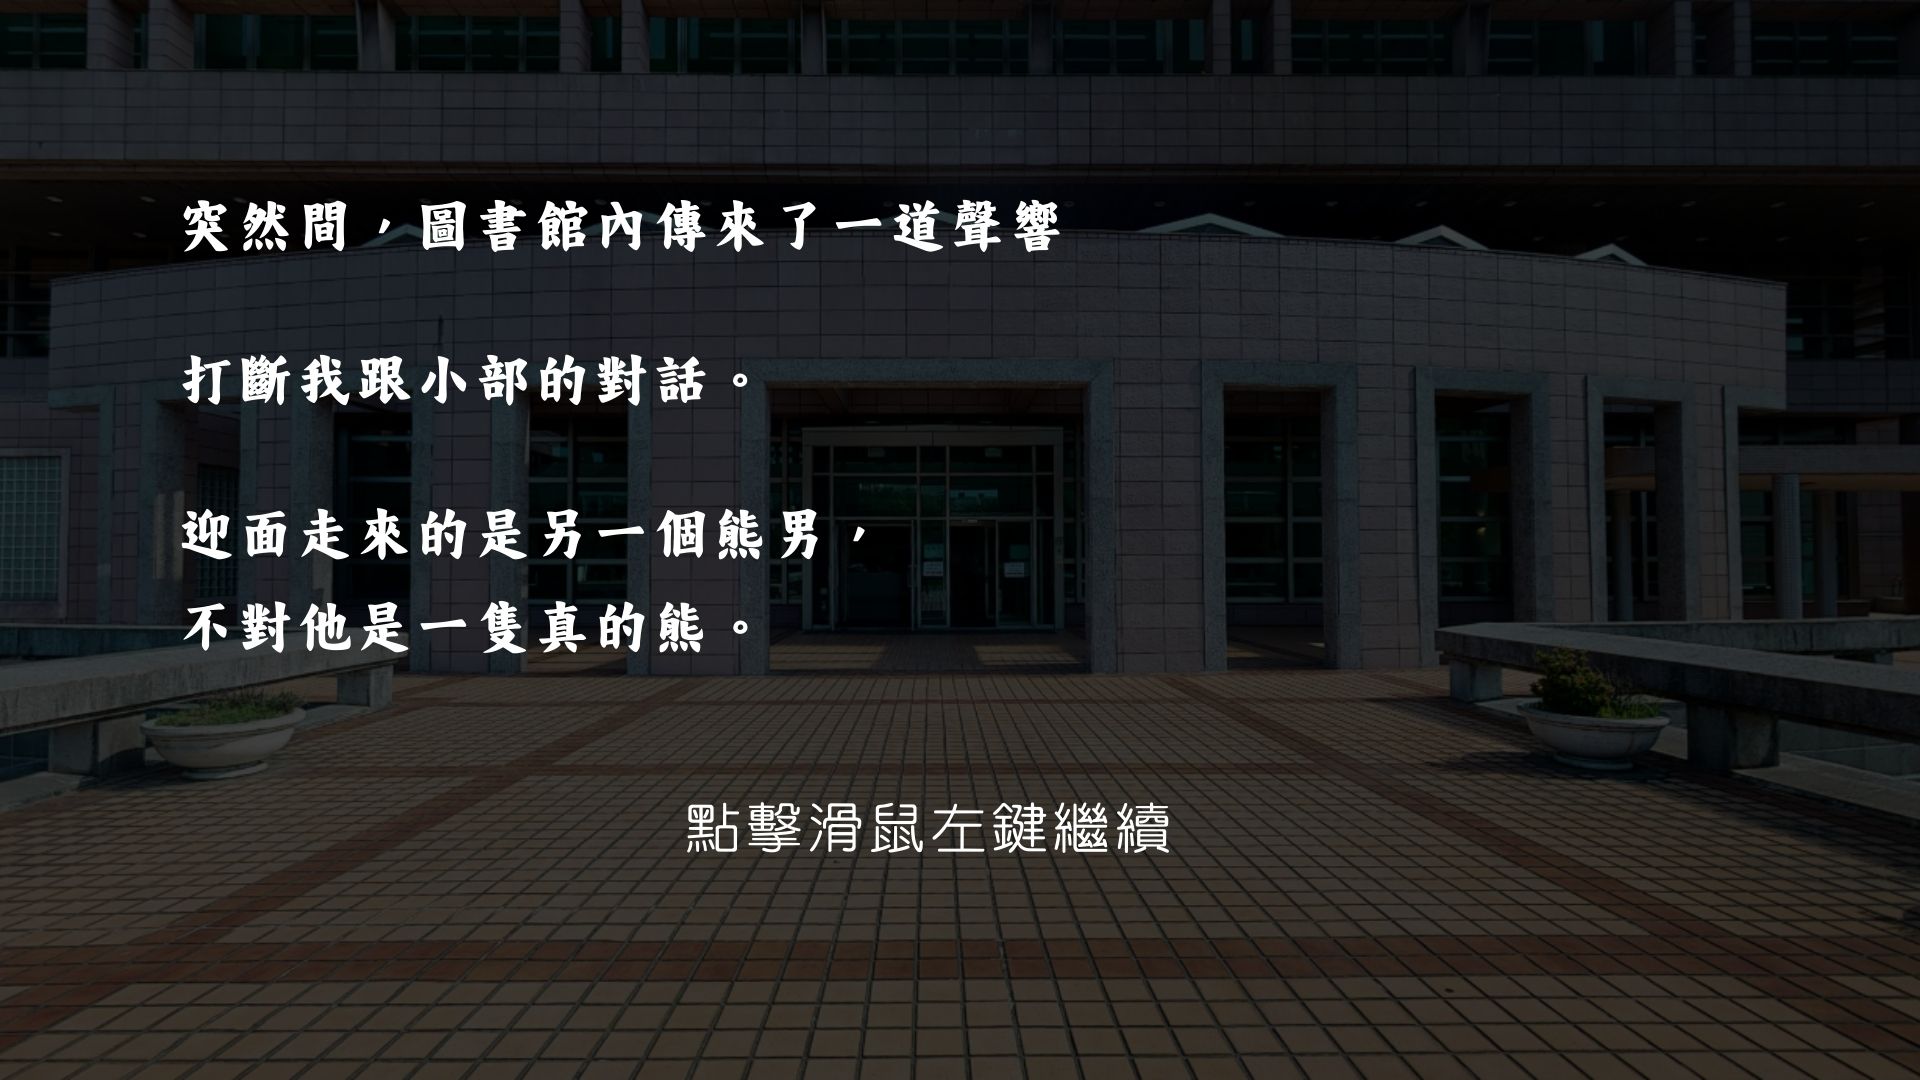 突然間，圖書館內傳來了一道聲響
打斷我跟小部的對話。
迎面走來的是另一個熊男，
不對他是一隻真的熊。
點擊滑鼠左鍵繼續